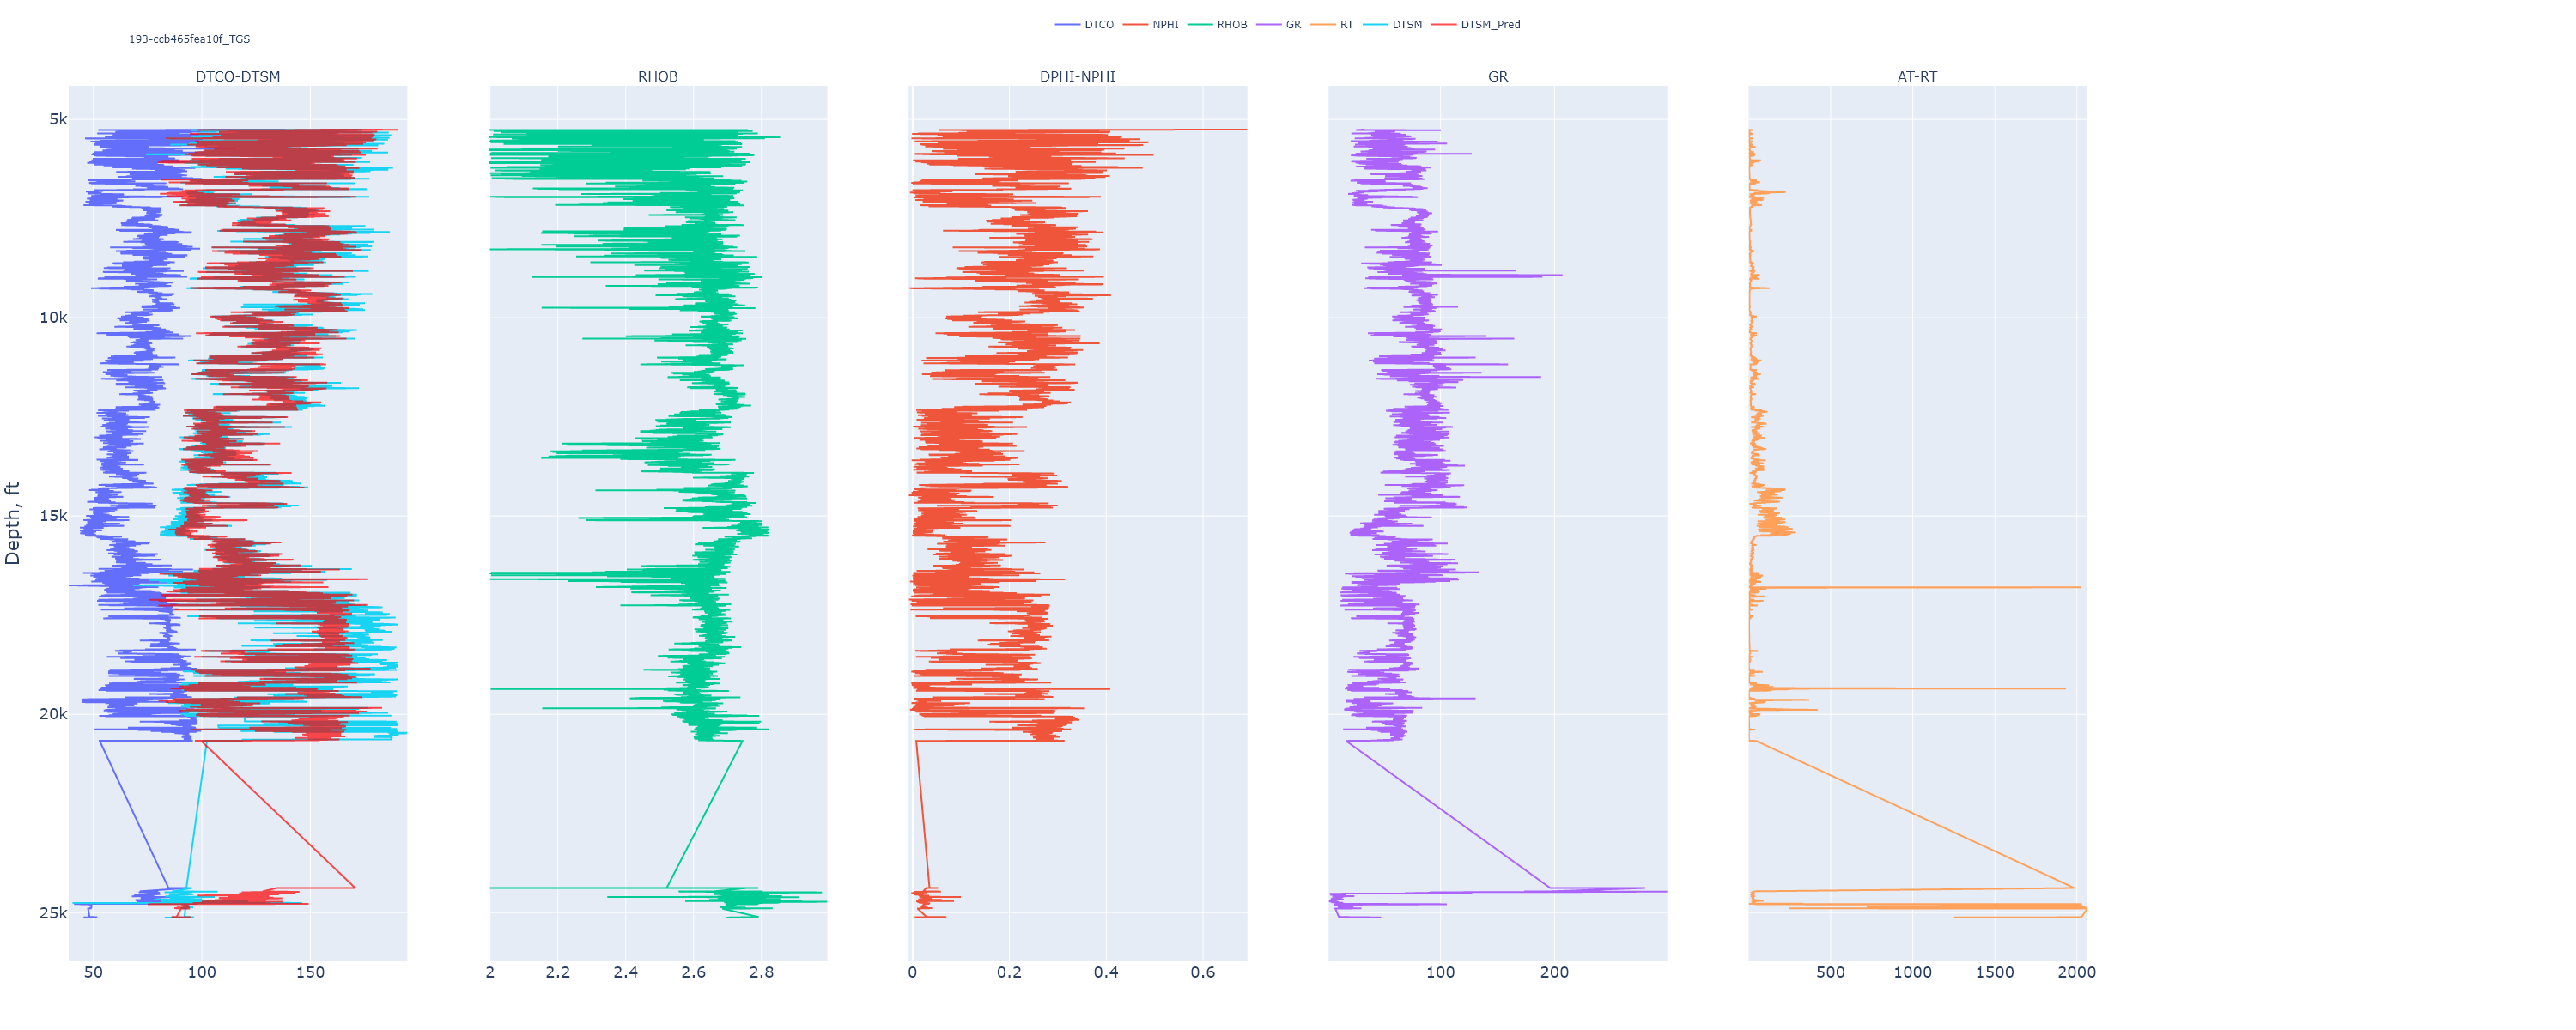 DTCO NPHI RHOB GR RT DTSM DTSM_Pred
193-ccb465fea10f_TGS
DTCO-DTSM RHOB DPHI-NPHI GR AT-RT
Depth, ft
5k
10k
15k
20k
25k
50 100 150 2 2.2 2.4 2.6 2.8 0 0.2 0.4 0.6 100 200 500 1000 1500 2000